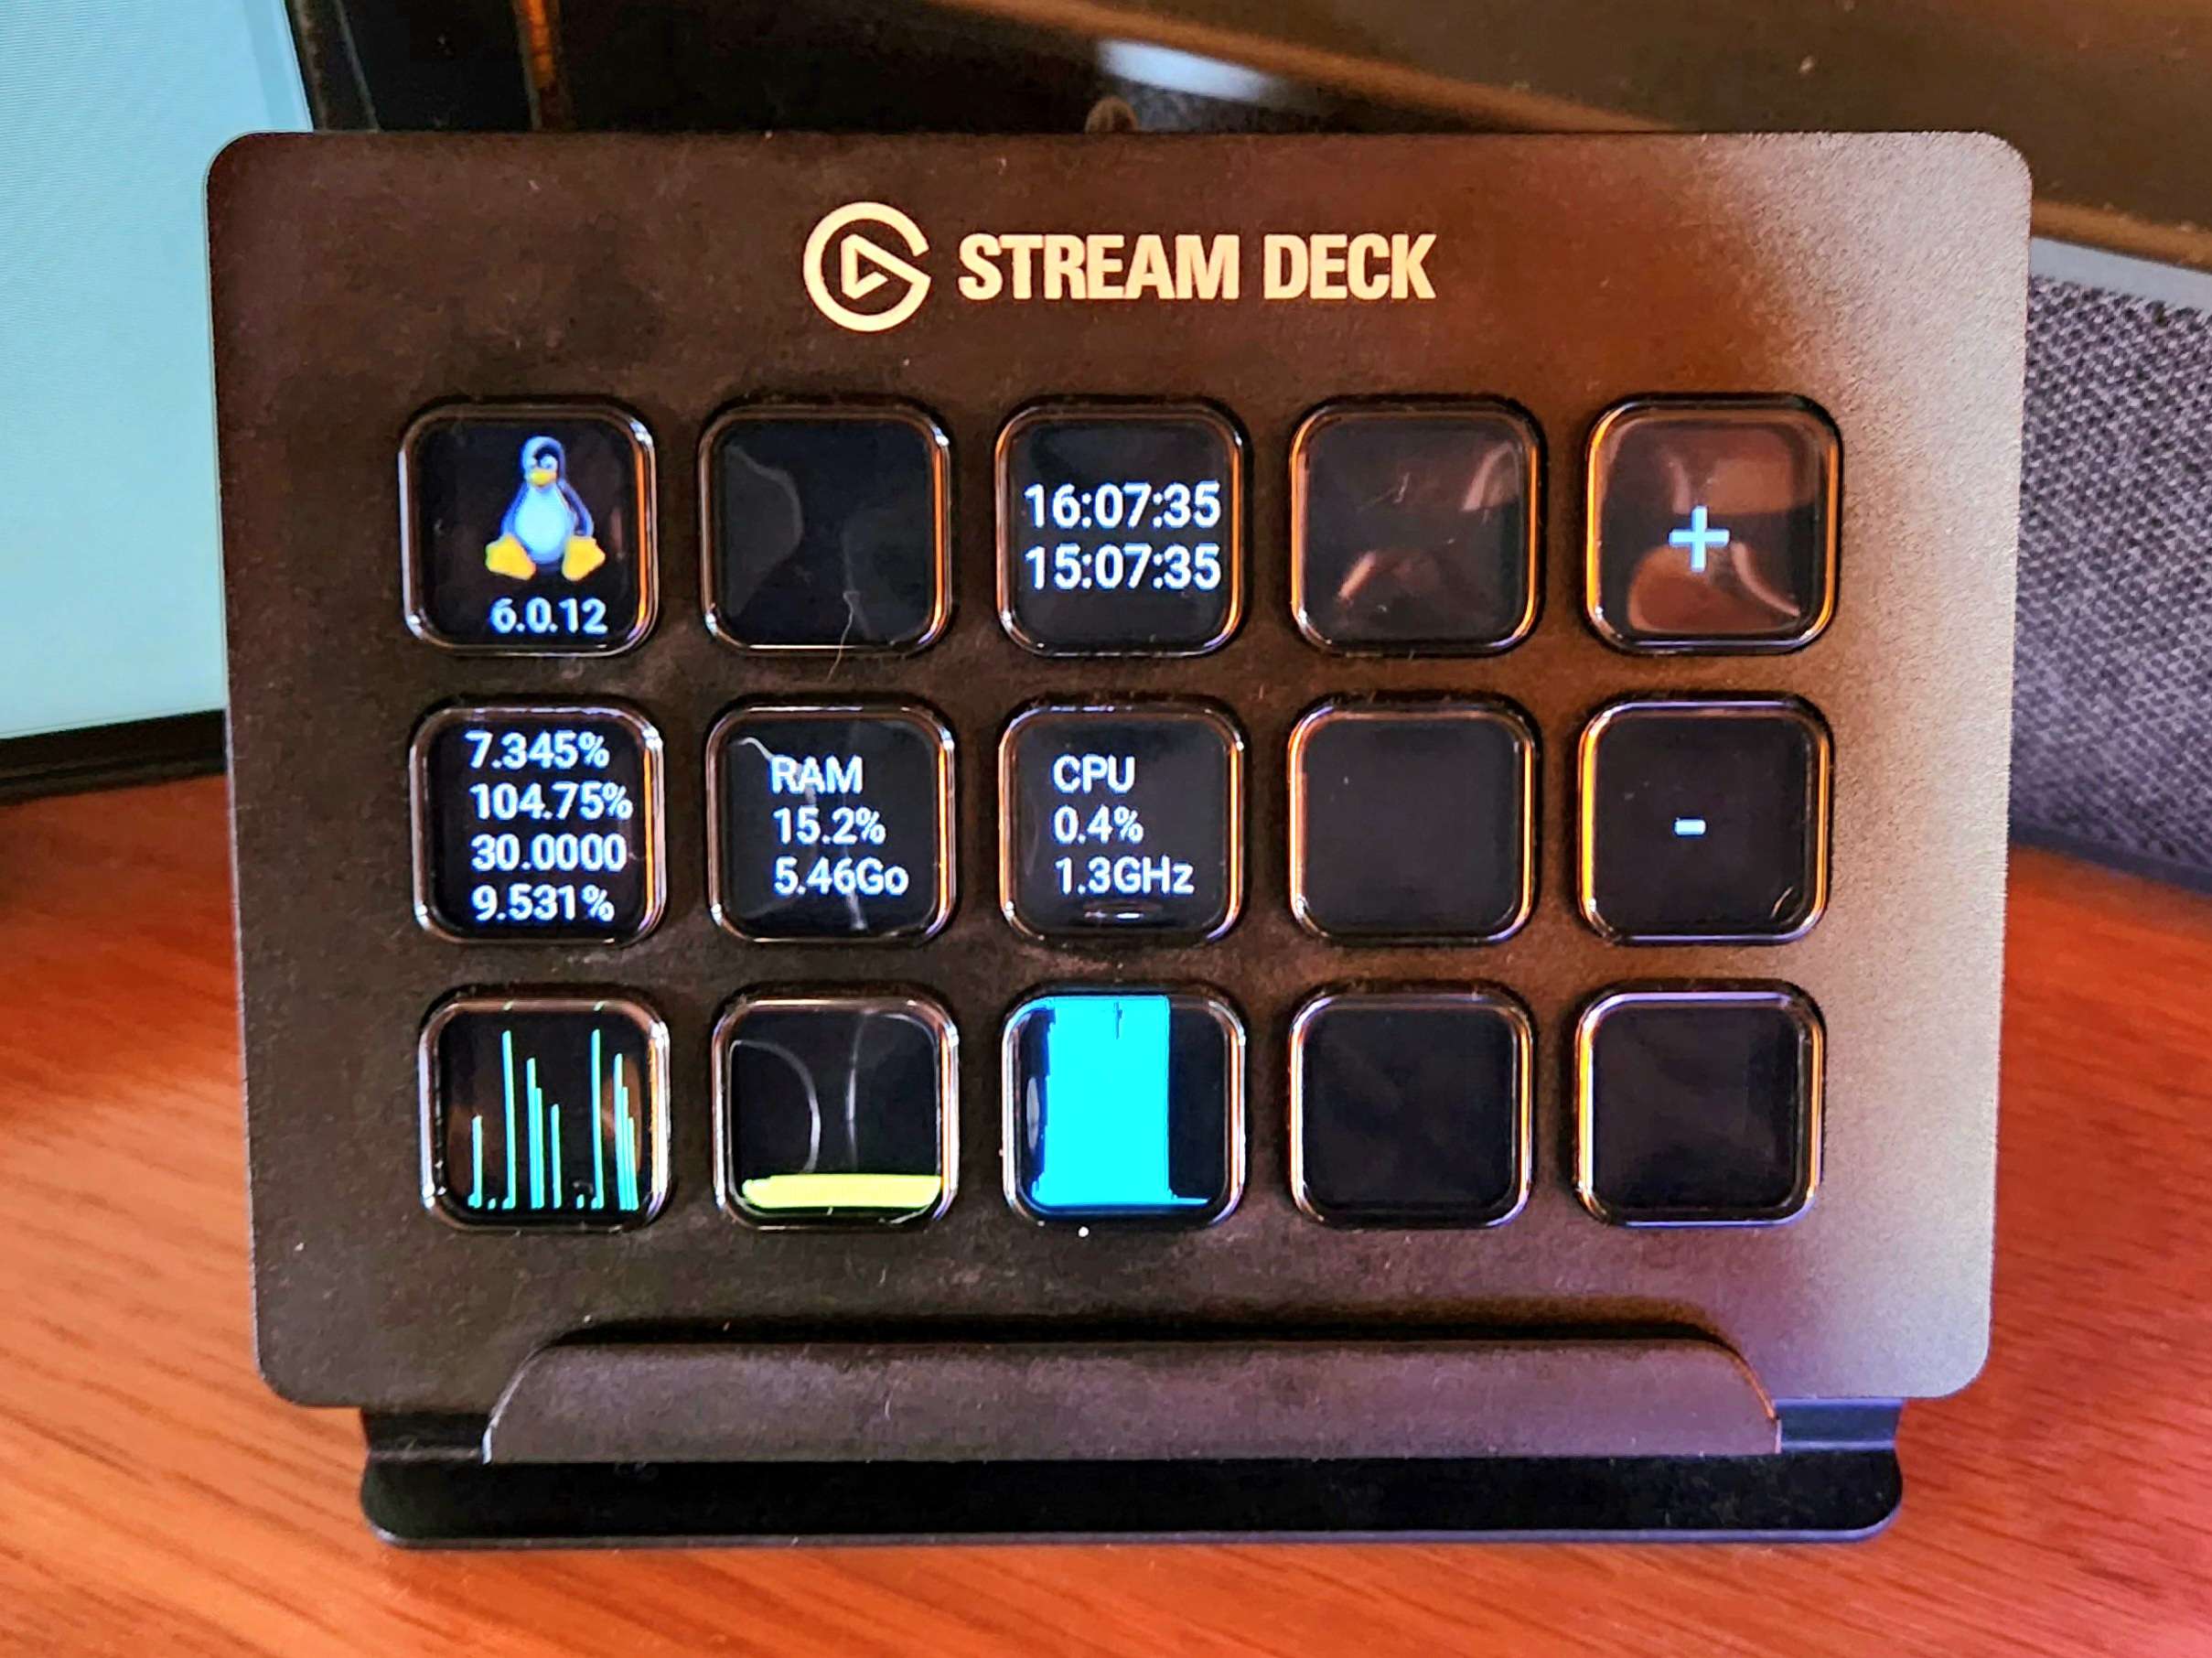 STREAM DECK
6.0.12
16:07:35
15:07:35
+
7.345%
104.75%
30.0000
9.531%
RAM
15.2%
5.46Go
CPU
0.4%
1.3GHz
-